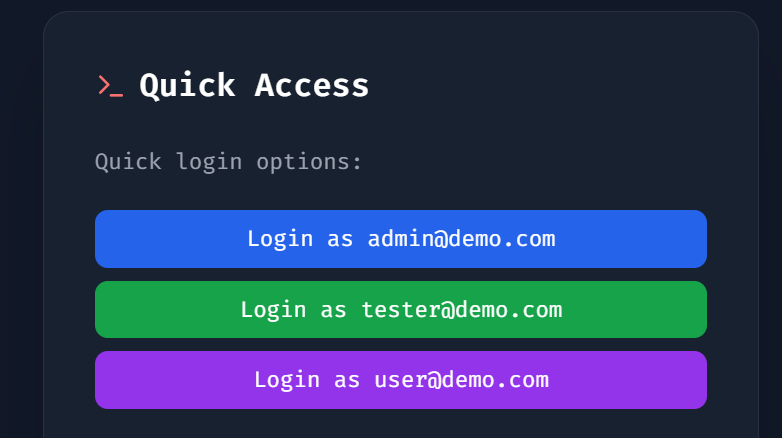 Quick Access
Quick login options:
Login as admin@demo.com
Login as tester@demo.com
Login as user@demo.com